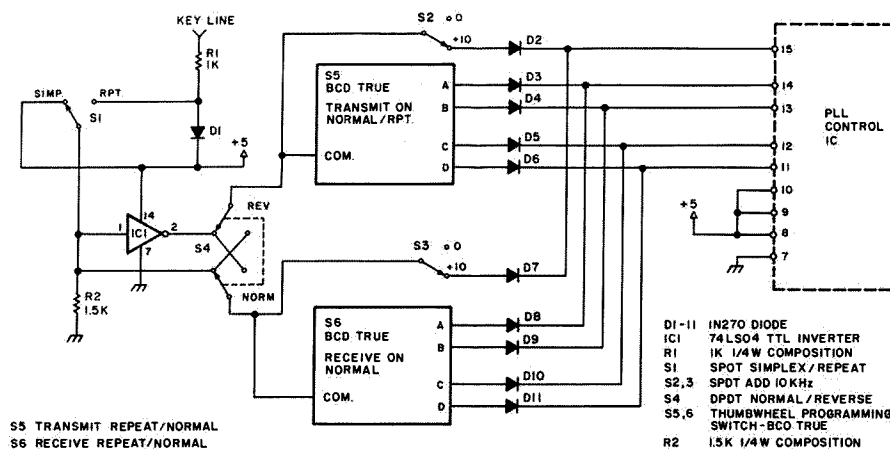 KEY LINE
R1
1K
S2
0
+10
D2
15
SIMP.
RPT.
S1
D1
+5
S5
BCD TRUE
TRANSMIT ON
NORMAL/RPT.
COM.
A
B
C
D
D3
D4
D5
D6
14
13
12
11
10
9
8
7
PLL
CONTROL
IC
+5
14
1
IC1
2
7
S4
REV
NORM
R2
1.5K
S3
0
+10
D7
S6
BCD TRUE
RECEIVE ON
NORMAL
COM.
A
B
C
D
D8
D9
D10
D11
D1-11 1N270 DIODE
IC1 74LS04 TTL INVERTER
R1 1K 1/4W COMPOSITION
S1 SPDT SIMPLEX/REPEAT
S2,3 SPDT ADD 10KHz
S4 DPDT NORMAL/REVERSE
S5,6 THUMBWHEEL PROGRAMMING
SWITCH-BCD TRUE
R2 1.5K 1/4W COMPOSITION
S5 TRANSMIT REPEAT/NORMAL
S6 RECEIVE REPEAT/NORMAL